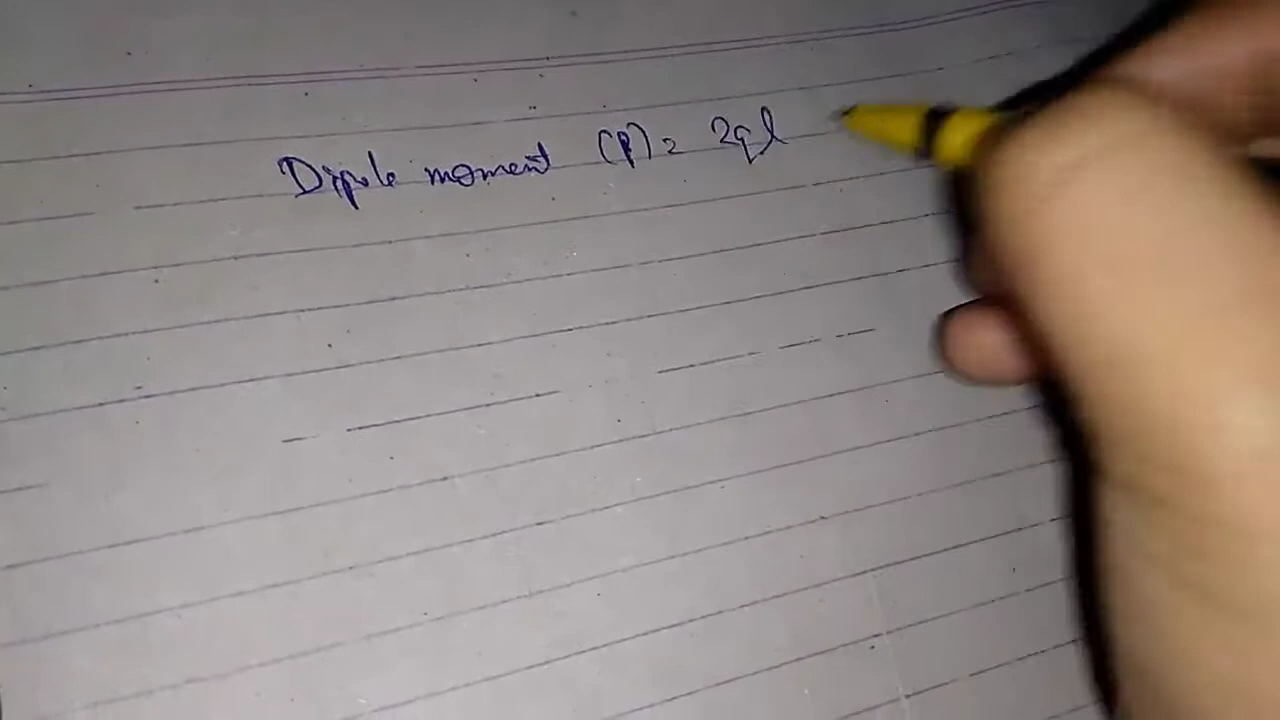 Dipole moment (P) = 2ql